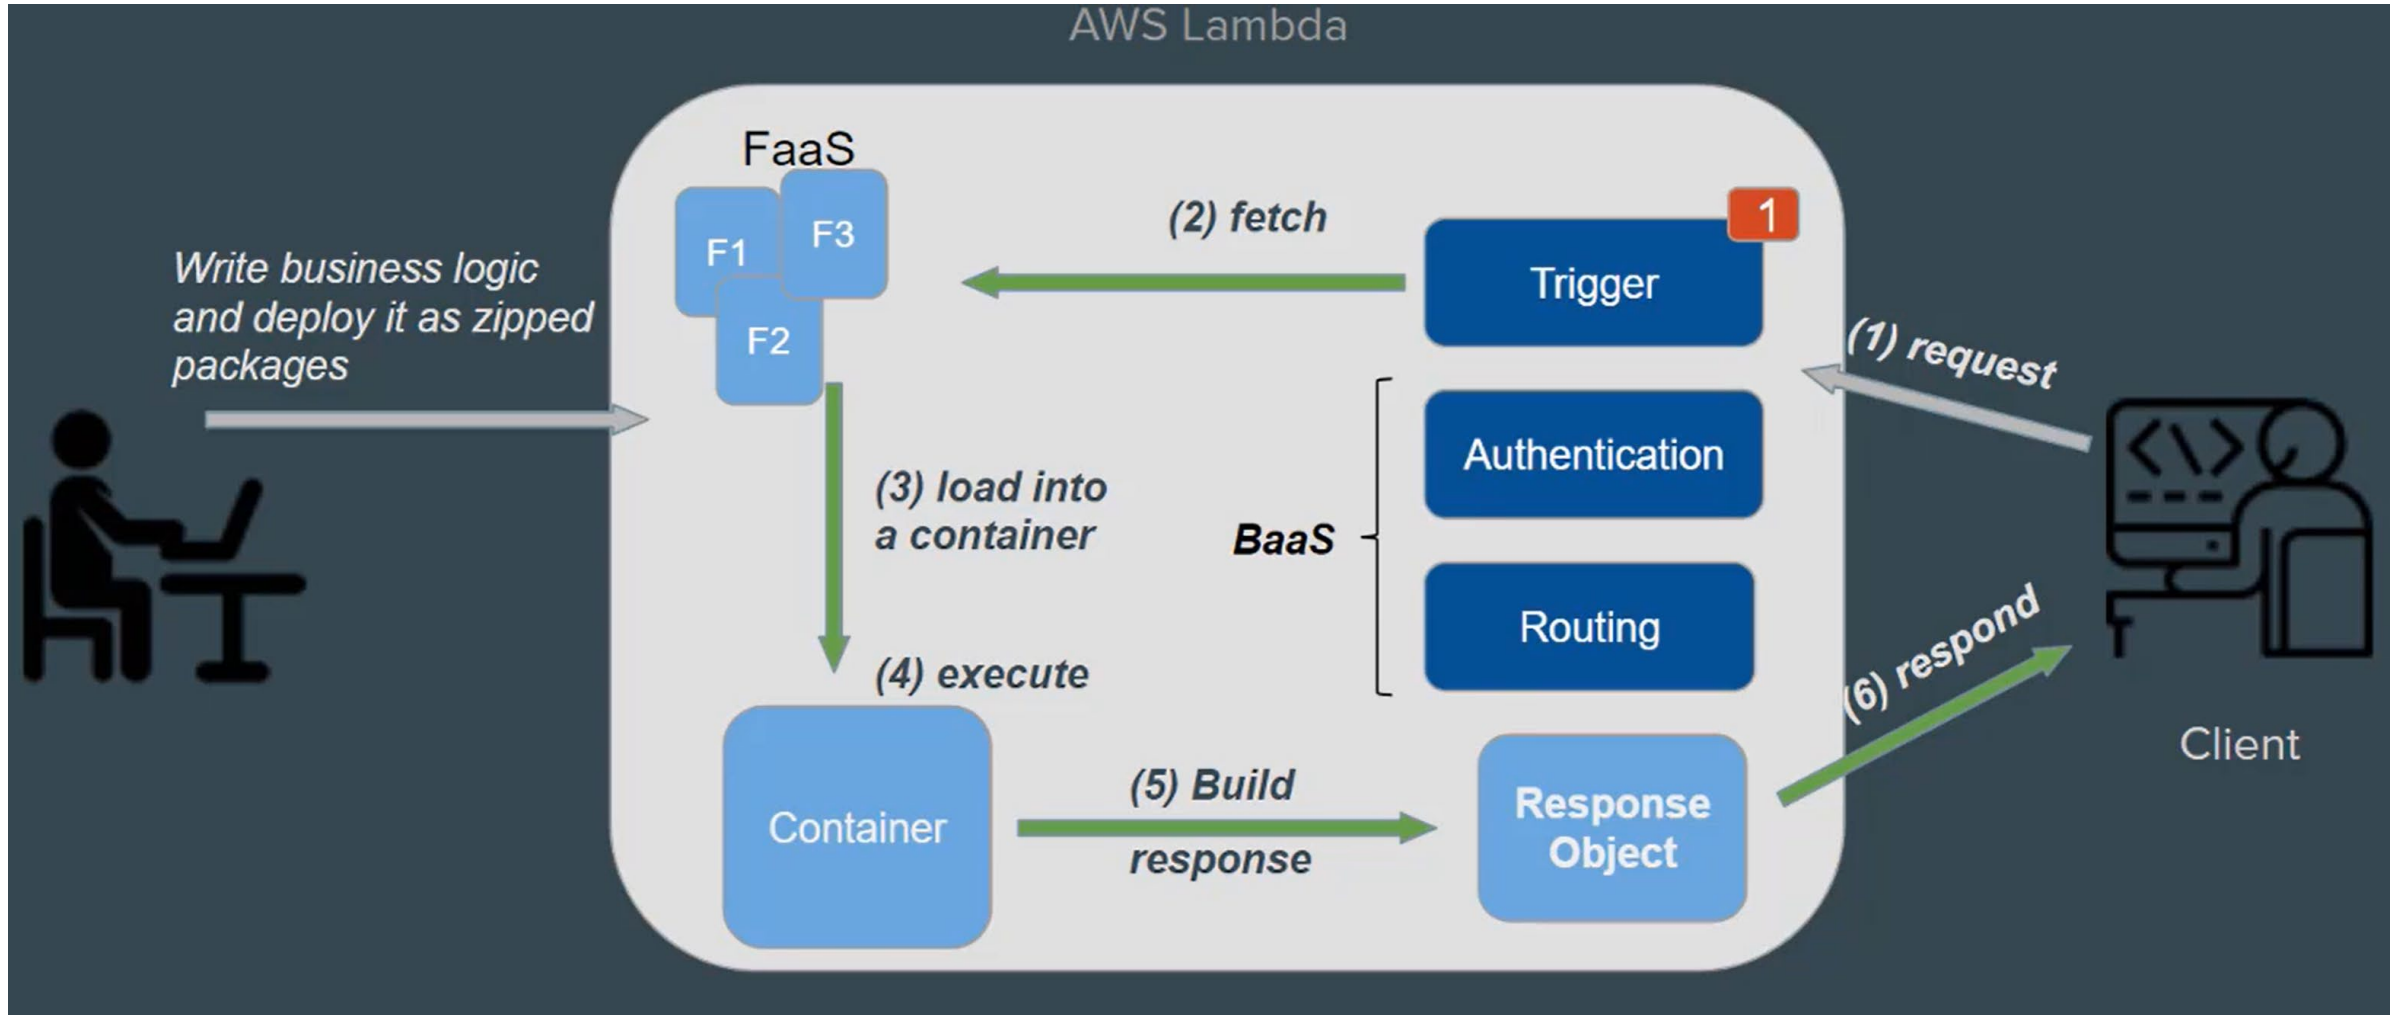 AWS Lambda
FaaS
F1
F3
F2
Write business logic
and deploy it as zipped
packages
(2) fetch
1
Trigger
(1) request
Authentication
(3) load into
a container
BaaS
Routing
(4) execute
(6) respond
Client
Container
(5) Build
response
Response
Object